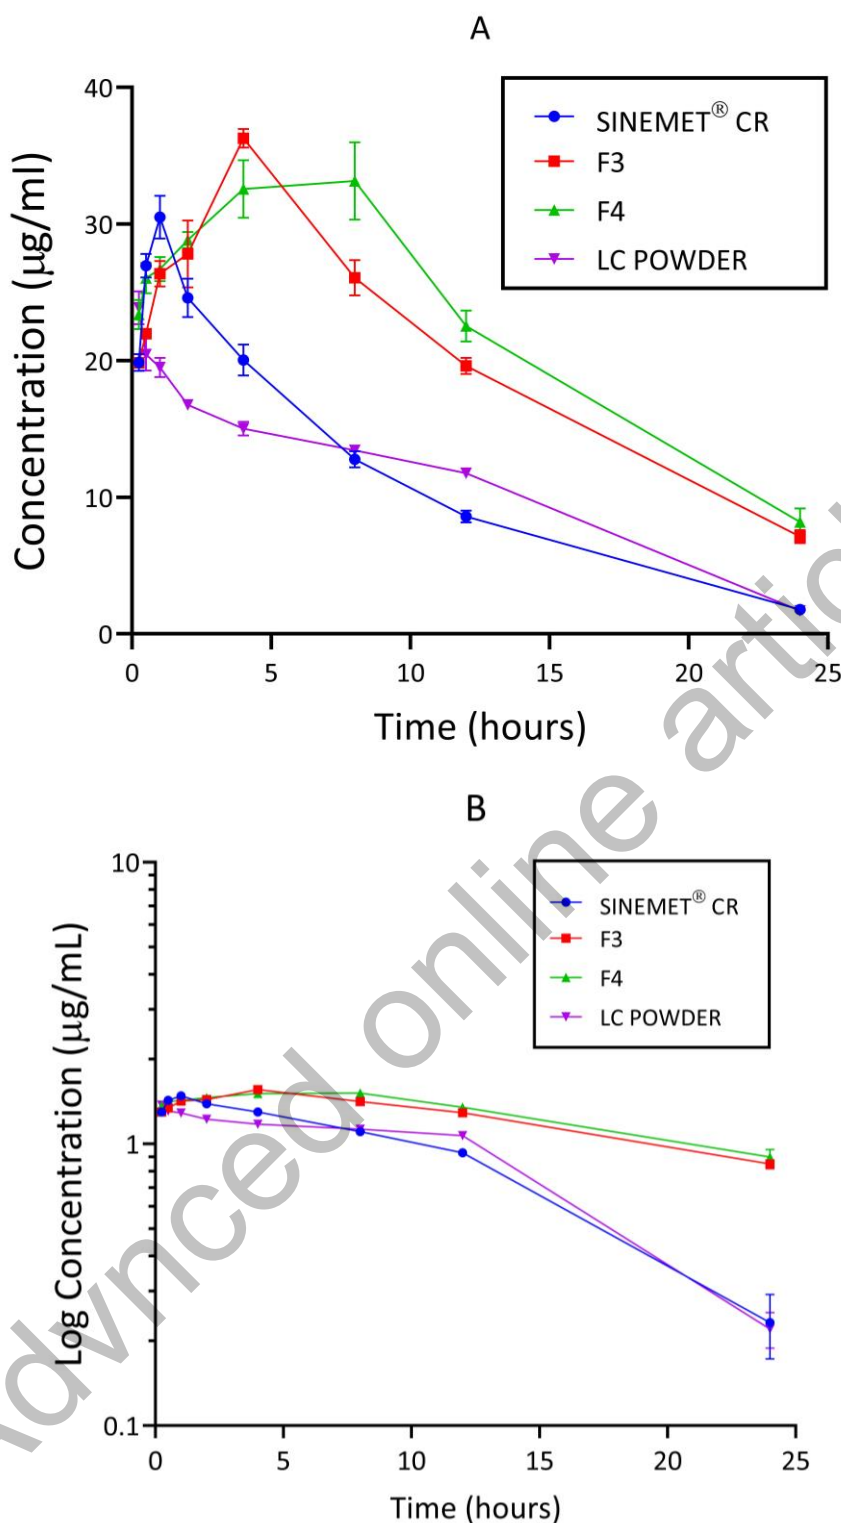 A
40
30
20
10
0
Concentration (μg/ml)
SINEMET® CR
F3
F4
LC POWDER
0 5 10 15 20 25
Time (hours)
B
10
1
0.1
Log Concentration (μg/mL)
SINEMET® CR
F3
F4
LC POWDER
0 5 10 15 20 25
Time (hours)
Advnced online artic